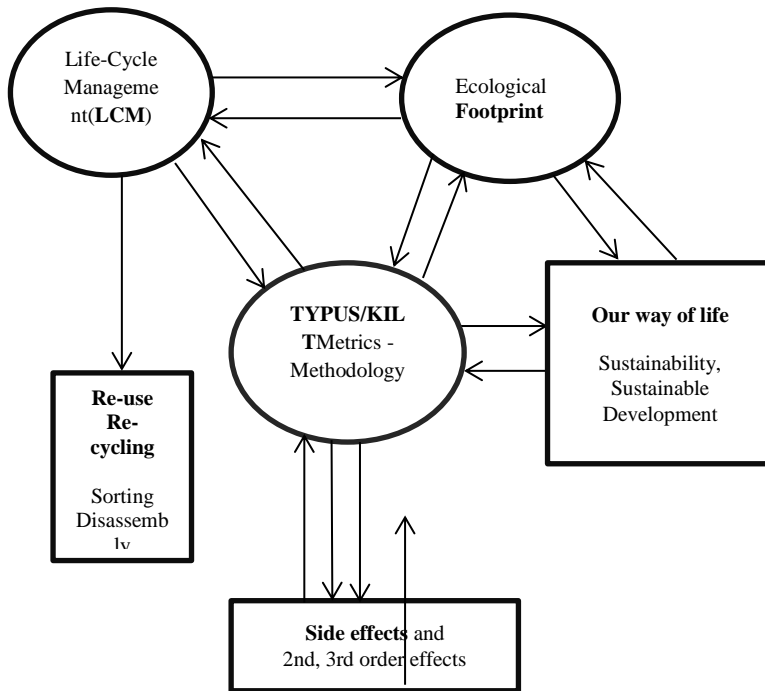 Life-Cycle
Manageme
nt(LCM)
Ecological
Footprint
TYPUS/KIL
TMetrics -
Methodology
Our way of life
Sustainability,
Sustainable
Development
Re-use
Re-
cycling
Sorting
Disassemb
ly
Side effects and
2nd, 3rd order effects